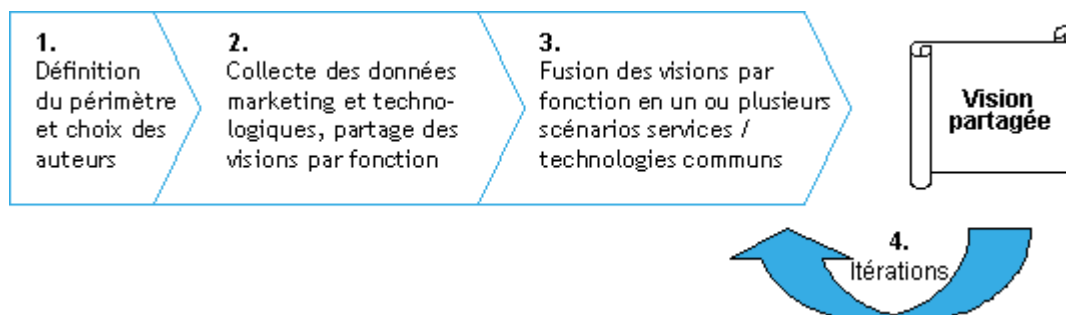 1.
Définition
du périmètre
et choix des
auteurs
2.
Collecte des données
marketing et techno-
logiques, partage des
visions par fonction
3.
Fusion des visions par
fonction en un ou plusieurs
scénarios services /
technologies communs
Vision
partagée
4.
Itérations